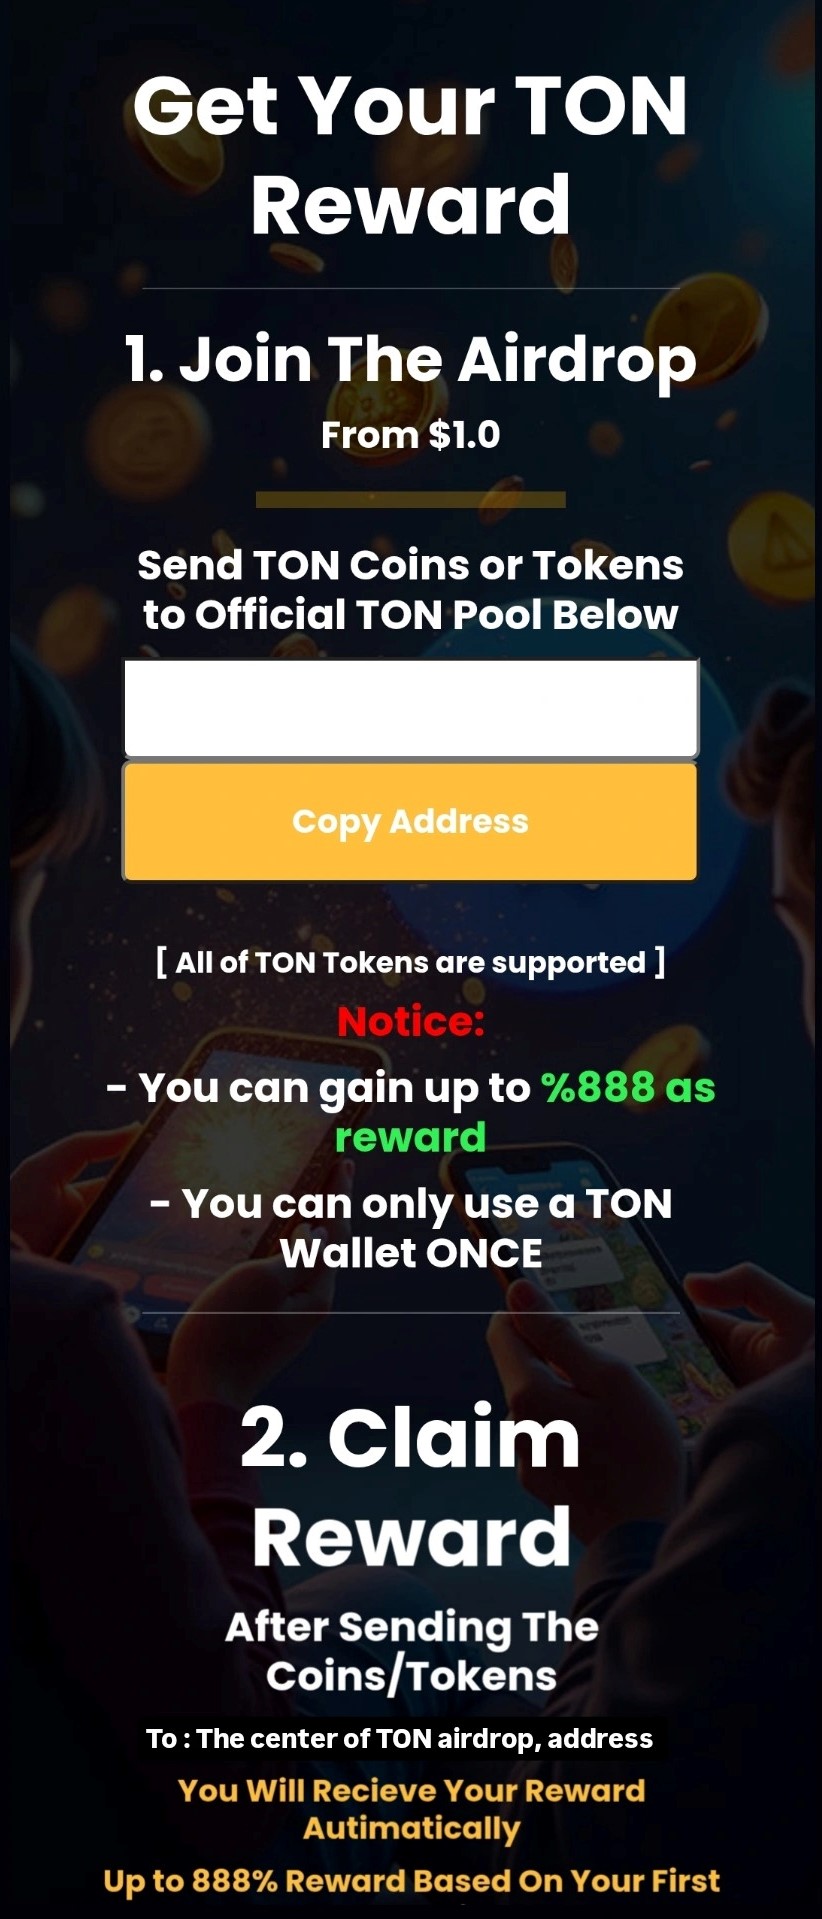 Get Your TON
Reward
1. Join The Airdrop
From $1.0
Send TON Coins or Tokens
to Official TON Pool Below
Copy Address
[ All of TON Tokens are supported ]
Notice:
- You can gain up to %888 as
reward
- You can only use a TON
Wallet ONCE
2. Claim
Reward
After Sending The
Coins/Tokens
To : The center of TON airdrop, address
You Will Recieve Your Reward
Autimatically
Up to 888% Reward Based On Your First